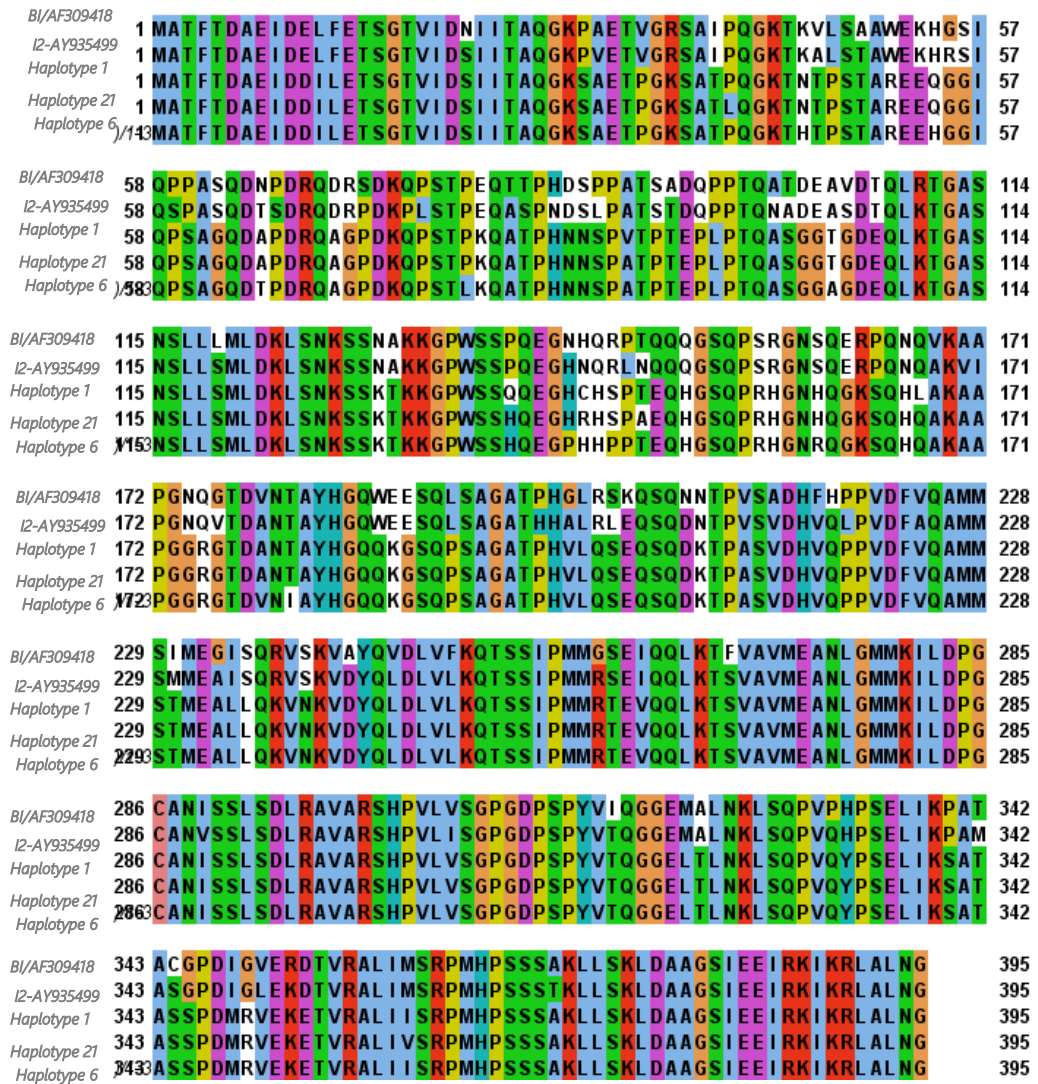 BI/AF309418 1 MATFTDAEIDELFETSGTVIDNIITAQGKPAETVGRSAIPQGKTKVLSAAWEKHGSI 57
I2-AY935499 1 MATFTDAEIDELFETSGTVIDSIITAQGKPVETVGRSAIPQGKTKALSTAWEKHRSI 57
Haplotype 1 1 MATFTDAEIDDILETSGTVIDSIITAQGKSAETPGKSATPQGKTNTPSTAREEQGGI 57
Haplotype 21 1 MATFTDAEIDDILETSGTVIDSIITAQGKSAETPGKSATLQGKTNTPSTAREEQGGI 57
Haplotype 6 1 MATFTDAEIDDILETSGTVIDSIITAQGKSAETPGKSATPQGKTHTPSTAREEHGGI 57
BI/AF309418 58 QPPASQDNPDRQDRSDKQPSTPEQTTPHDSPPATSADQPPTQATDEAVDTQLRTGAS 114
I2-AY935499 58 QSPASQDTSDRQDRPDKPLSTPEQASPNDSLPATSTDQPPTQNADEASDTQLKTGAS 114
Haplotype 1 58 QPSAGQDAPDRQAGPDKQPSTPKQATPHNNSPVTPTEPLPTQASGGTGDEQLKTGAS 114
Haplotype 21 58 QPSAGQDAPDRQAGPDKQPSTPKQATPHNNSPATPTEPLPTQASGGTGDEQLKTGAS 114
Haplotype 6 58 QPSAGQDTPDRQAGPDKQPSTLKQATPHNNSPATPTEPLPTQASGGAGDEQLKTGAS 114
BI/AF309418 115 NSLLLMLDKLSNKSSNAKKGPWSSPQEGNHQRPTQQQGSQPSRGNSQERPQNQVKAA 171
I2-AY935499 115 NSLLSMLDKLSNKSSNAKKGPWSSPQEGHNQRLNQQQGSQPSRGNSQERPQNQAKVI 171
Haplotype 1 115 NSLLSMLDKLSNKSSKTKKGPWSSQQEGHCHSPTEQHGSQPRHGNHQGKSQHLAKAA 171
Haplotype 21 115 NSLLSMLDKLSNKSSKTKKGPWSSHQEGHRHSPAEQHGSQPRHGNHQGKSQHQAKAA 171
Haplotype 6 115 NSLLSMLDKLSNKSSKTKKGPWSSHQEGPHHPPTEQHGSQPRHGNRQGKSQHQAKAA 171
BI/AF309418 172 PGNQGTDVNTAYHGQWEESQLSAGATPHGLRSKQSQNNTPVSADHFHPPVDFVQAMM 228
I2-AY935499 172 PGNQVTDANTAYHGQWEESQLSAGATHHALRLEQSQDNTPVSVDHVQLPVDFAQAMM 228
Haplotype 1 172 PGGRGTDANTAYHGQQKGSQPSAGATPHVLQSEQSQDKTPASVDHVQPPVDFVQAMM 228
Haplotype 21 172 PGGRGTDANTAYHGQQKGSQPSAGATPHVLQSEQSQDKTPASVDHVQPPVDFVQAMM 228
Haplotype 6 172 PGGRGTDVNIAYHGQQKGSQPSAGATPHVLQSEQSQDKTPASVDHVQPPVDFVQAMM 228
BI/AF309418 229 SIMEGISQRVSKVAYQVDLVFKQTSSIPMMGSEIQQLKTFVAVMEANLGMMKILDPG 285
I2-AY935499 229 SMMEAISQRVSKVDYQLDLVLKQTSSIPMMRSEIQQLKTSVAVMEANLGMMKILDPG 285
Haplotype 1 229 STMEALLQKVNKVDYQLDLVLKQTSSIPMMRTEVQQLKTSVAVMEANLGMMKILDPG 285
Haplotype 21 229 STMEALLQKVNKVDYQLDLVLKQTSSIPMMRTEVQQLKTSVAVMEANLGMMKILDPG 285
Haplotype 6 229 STMEALLQKVNKVDYQLDLVLKQTSSIPMMRTEVQQLKTSVAVMEANLGMMKILDPG 285
BI/AF309418 286 CANISSLSDLRAVARSHPVLVSGPGDPSPYVIQGGEMALNKLSQPVPHPSELIKPAT 342
I2-AY935499 286 CANVSSLSDLRAVARSHPVLISGPGDPSPYVTQGGEMALNKLSQPVQHPSELIKPAM 342
Haplotype 1 286 CANISSLSDLRAVARSHPVLVSGPGDPSPYVTQGGELTLNKLSQPVQYPSELIKSAT 342
Haplotype 21 286 CANISSLSDLRAVARSHPVLVSGPGDPSPYVTQGGELTLNKLSQPVQYPSELIKSAT 342
Haplotype 6 286 CANISSLSDLRAVARSHPVLVSGPGDPSPYVTQGGELTLNKLSQPVQYPSELIKSAT 342
BI/AF309418 343 ACGPDIGVERDTVRALIMSRPMHPSSSAKLLSKLDAAGSIEEIRKIKRLALNG 395
I2-AY935499 343 ASGPDIGLEKDTVRALIMSRPMHPSSSTKLLSKLDAAGSIEEIRKIKRLALNG 395
Haplotype 1 343 ASSPDMRVEKETVRALIISRPMHPSSSAKLLSKLDAAGSIEEIRKIKRLALNG 395
Haplotype 21 343 ASSPDMRVEKETVRALIVSRPMHPSSSAKLLSKLDAAGSIEEIRKIKRLALNG 395
Haplotype 6 343 ASSPDMRVEKETVRALIMSRPMHPSSSAKLLSKLDAAGSIEEIRKIKRLALNG 395